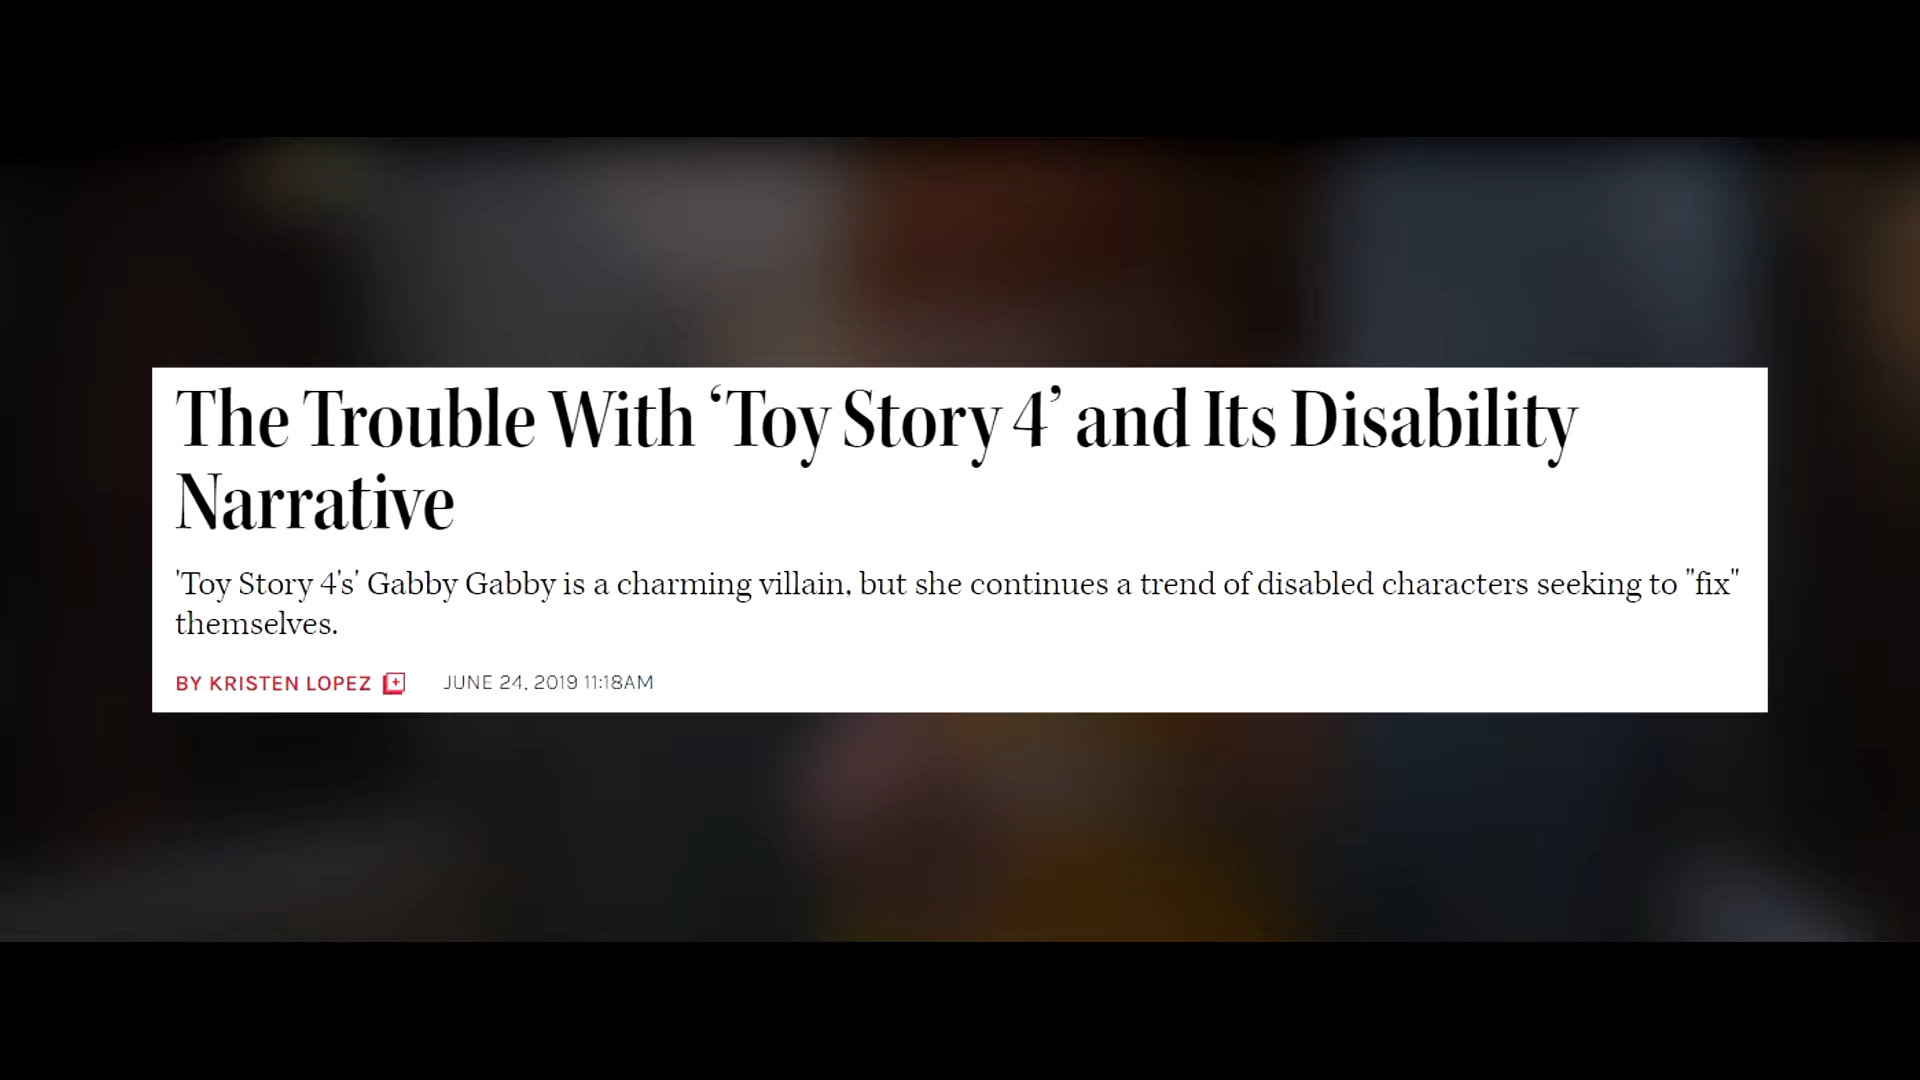 The Trouble With ‘Toy Story 4’ and Its Disability
Narrative
'Toy Story 4's' Gabby Gabby is a charming villain, but she continues a trend of disabled characters seeking to "fix"
themselves.
BY KRISTEN LOPEZ JUNE 24, 2019 11:18AM